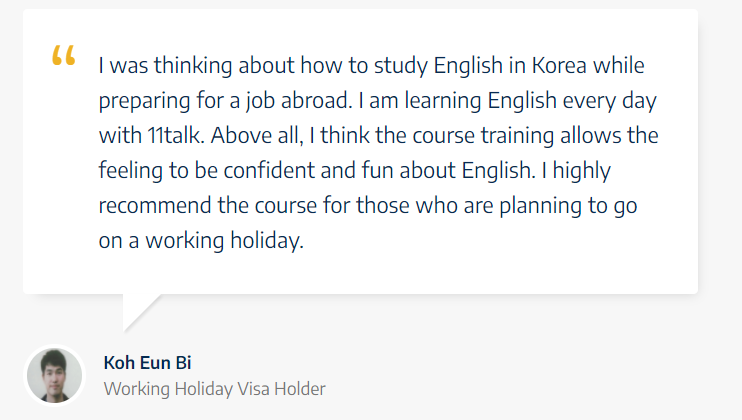 “
I was thinking about how to study English in Korea while
preparing for a job abroad. I am learning English every day
with 11talk. Above all, I think the course training allows the
feeling to be confident and fun about English. I highly
recommend the course for those who are planning to go
on a working holiday.
Koh Eun Bi
Working Holiday Visa Holder